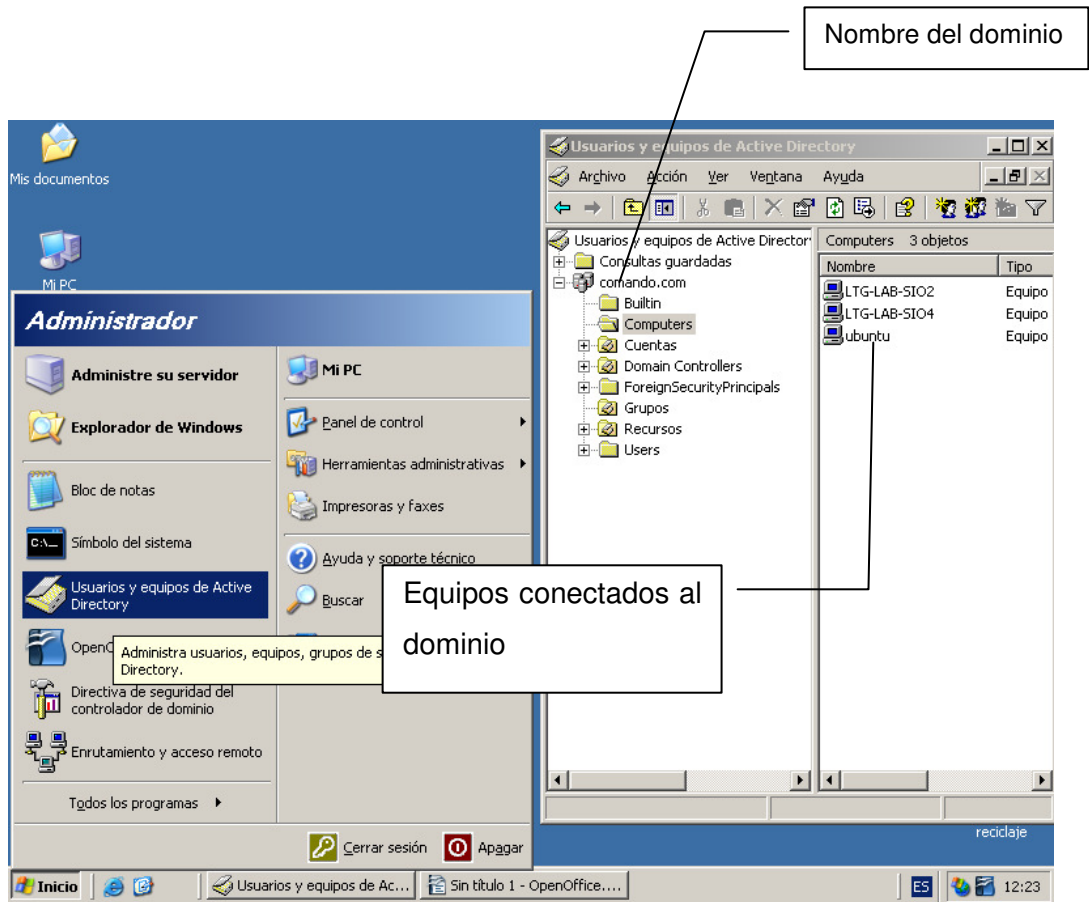 Nombre del dominio
Mis documentos
Mi PC
Administrador
Administre su servidor
Explorador de Windows
Bloc de notas
Símbolo del sistema
Usuarios y equipos de Active
Directory
OpenO
Administra usuarios, equipos, grupos de s
Directory.
Directiva de seguridad del
controlador de dominio
Enrutamiento y acceso remoto
Todos los programas
Mi PC
Panel de control
Herramientas administrativas
Impresoras y faxes
Ayuda y soporte técnico
Buscar
Cerrar sesión
Apagar
Equipos conectados al
dominio
Usuarios y equipos de Active Directory
Archivo Acción Ver Ventana Ayuda
Usuarios y equipos de Active Director
Consultas guardadas
comando.com
Builtin
Computers
Cuentas
Domain Controllers
ForeignSecurityPrincipals
Grupos
Recursos
Users
Computers 3 objetos
Nombre Tipo
LTG-LAB-SIO2 Equipo
LTG-LAB-SIO4 Equipo
ubuntu Equipo
reciclaje
Inicio
Usuarios y equipos de Ac...
Sin título 1 - OpenOffice....
ES
12:23